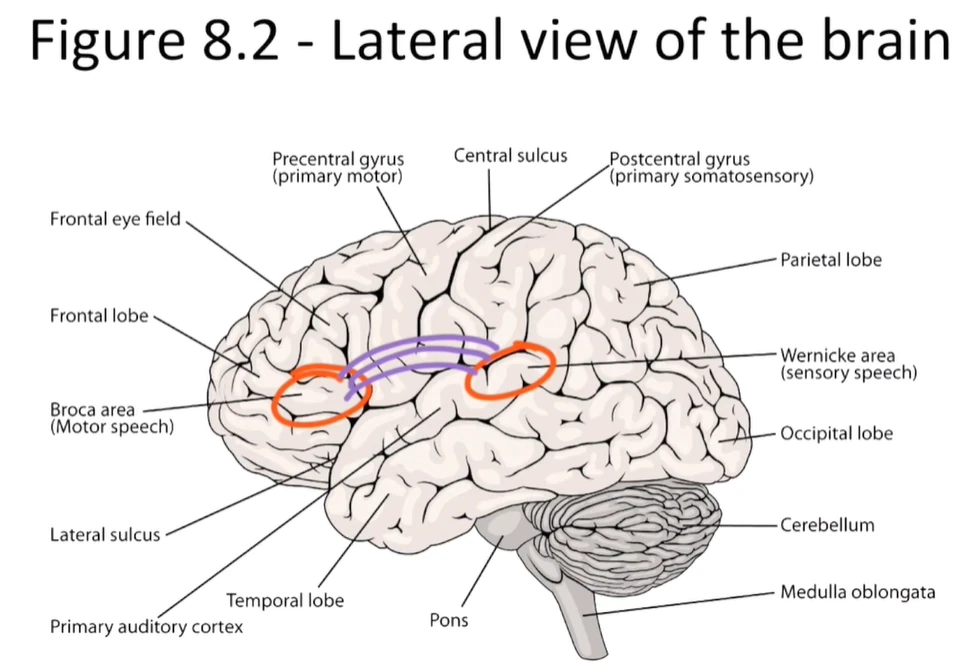 Figure 8.2 - Lateral view of the brain
Precentral gyrus
(primary motor)
Central sulcus
Postcentral gyrus
(primary somatosensory)
Frontal eye field
Parietal lobe
Frontal lobe
Wernicke area
(sensory speech)
Broca area
(Motor speech)
Occipital lobe
Lateral sulcus
Cerebellum
Temporal lobe
Medulla oblongata
Primary auditory cortex
Pons